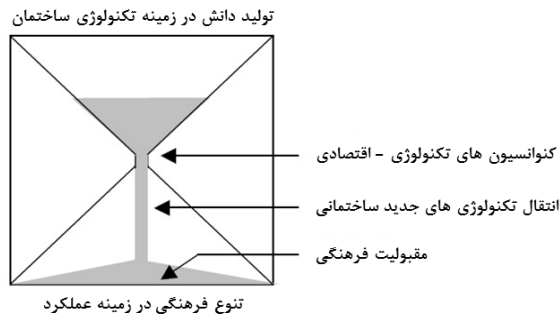 تولید دانش در زمینه تکنولوژی ساختمان
کنوانسیون های تکنولوژی - اقتصادی
انتقال تکنولوژی های جدید ساختمانی
مقبولیت فرهنگی
تنوع فرهنگی در زمینه عملکرد